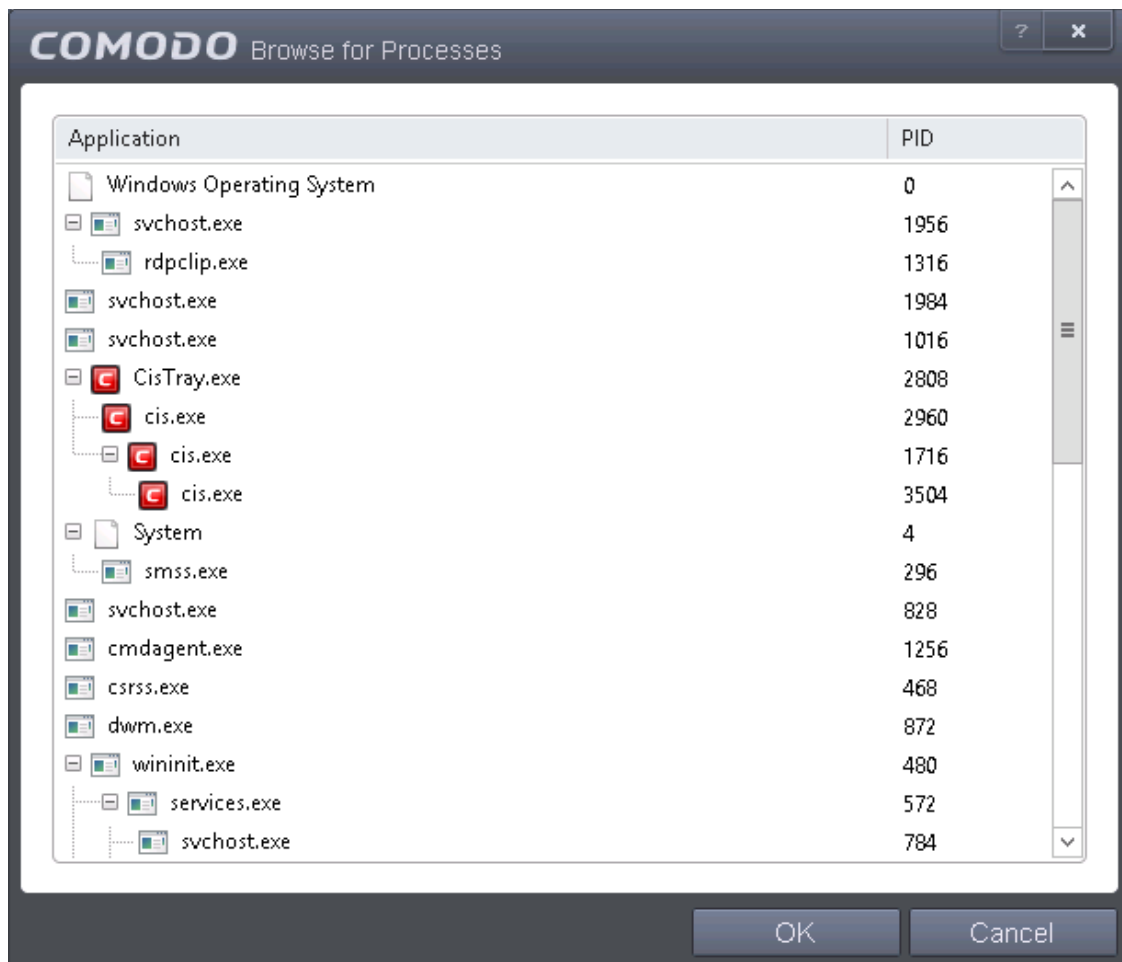 COMODO Browse for Processes ? ×
Application PID
Windows Operating System 0
svchost.exe 1956
rdpclip.exe 1316
svchost.exe 1984
svchost.exe 1016
CisTray.exe 2808
cis.exe 2960
cis.exe 1716
cis.exe 3504
System 4
smss.exe 296
svchost.exe 828
cmdagent.exe 1256
csrss.exe 468
dwm.exe 872
wininit.exe 480
services.exe 572
svchost.exe 784
OK Cancel